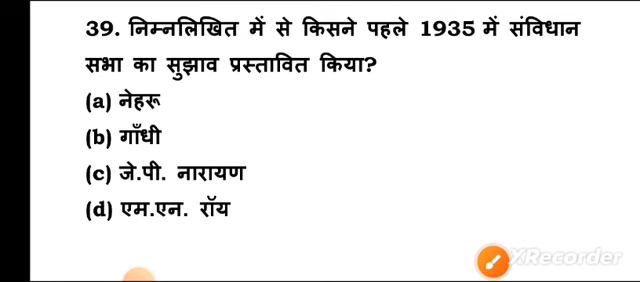 39. निम्नलिखित में से किसने पहले 1935 में संविधान
सभा का सुझाव प्रस्तावित किया?
(a) नेहरू
(b) गाँधी
(c) जे.पी. नारायण
(d) एम.एन. रॉय
XRecorder